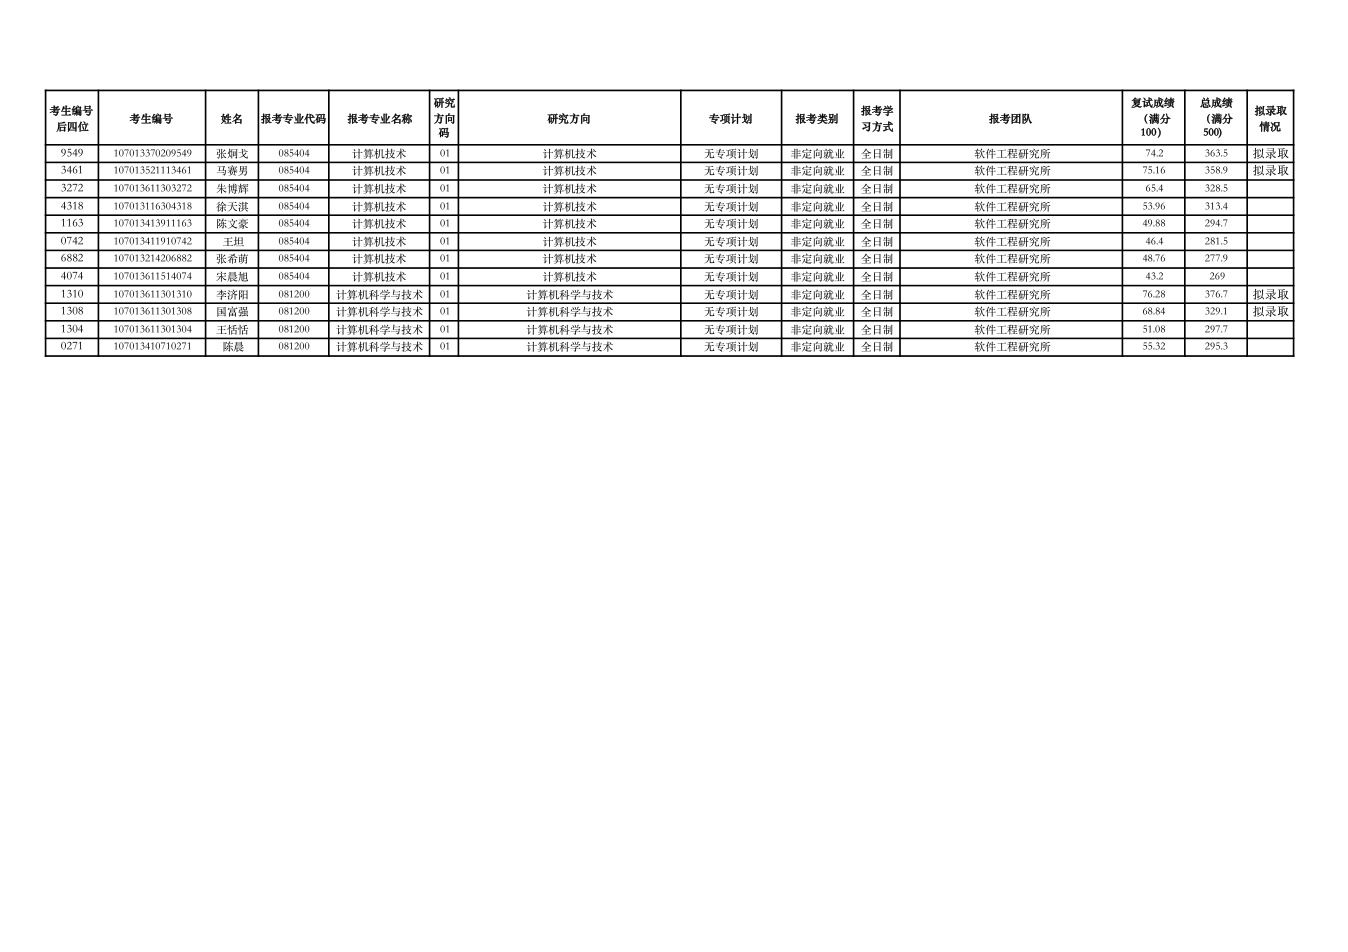 考生编号后四位 考生编号 姓名 报考专业代码 报考专业名称 研究方向码 研究方向 专项计划 报考类别 报考学习方式 报考团队 复试成绩（满分100） 总成绩（满分500) 拟录取情况
9549 107013370209549 张炯戈 085404 计算机技术 01 计算机技术 无专项计划 非定向就业 全日制 软件工程研究所 74.2 363.5 拟录取
3461 107013521113461 马赛男 085404 计算机技术 01 计算机技术 无专项计划 非定向就业 全日制 软件工程研究所 75.16 358.9 拟录取
3272 107013611303272 朱博辉 085404 计算机技术 01 计算机技术 无专项计划 非定向就业 全日制 软件工程研究所 65.4 328.5
4318 107013116304318 徐天淇 085404 计算机技术 01 计算机技术 无专项计划 非定向就业 全日制 软件工程研究所 53.96 313.4
1163 107013413911163 陈文豪 085404 计算机技术 01 计算机技术 无专项计划 非定向就业 全日制 软件工程研究所 49.88 294.7
0742 107013411910742 王坦 085404 计算机技术 01 计算机技术 无专项计划 非定向就业 全日制 软件工程研究所 46.4 281.5
6882 107013214206882 张希萌 085404 计算机技术 01 计算机技术 无专项计划 非定向就业 全日制 软件工程研究所 48.76 277.9
4074 107013611514074 宋晨旭 085404 计算机技术 01 计算机技术 无专项计划 非定向就业 全日制 软件工程研究所 43.2 269
1310 107013611301310 李济阳 081200 计算机科学与技术 01 计算机科学与技术 无专项计划 非定向就业 全日制 软件工程研究所 76.28 376.7 拟录取
1308 107013611301308 国富强 081200 计算机科学与技术 01 计算机科学与技术 无专项计划 非定向就业 全日制 软件工程研究所 68.84 329.1 拟录取
1304 107013611301304 王恬恬 081200 计算机科学与技术 01 计算机科学与技术 无专项计划 非定向就业 全日制 软件工程研究所 51.08 297.7
0271 107013410710271 陈晨 081200 计算机科学与技术 01 计算机科学与技术 无专项计划 非定向就业 全日制 软件工程研究所 55.32 295.3